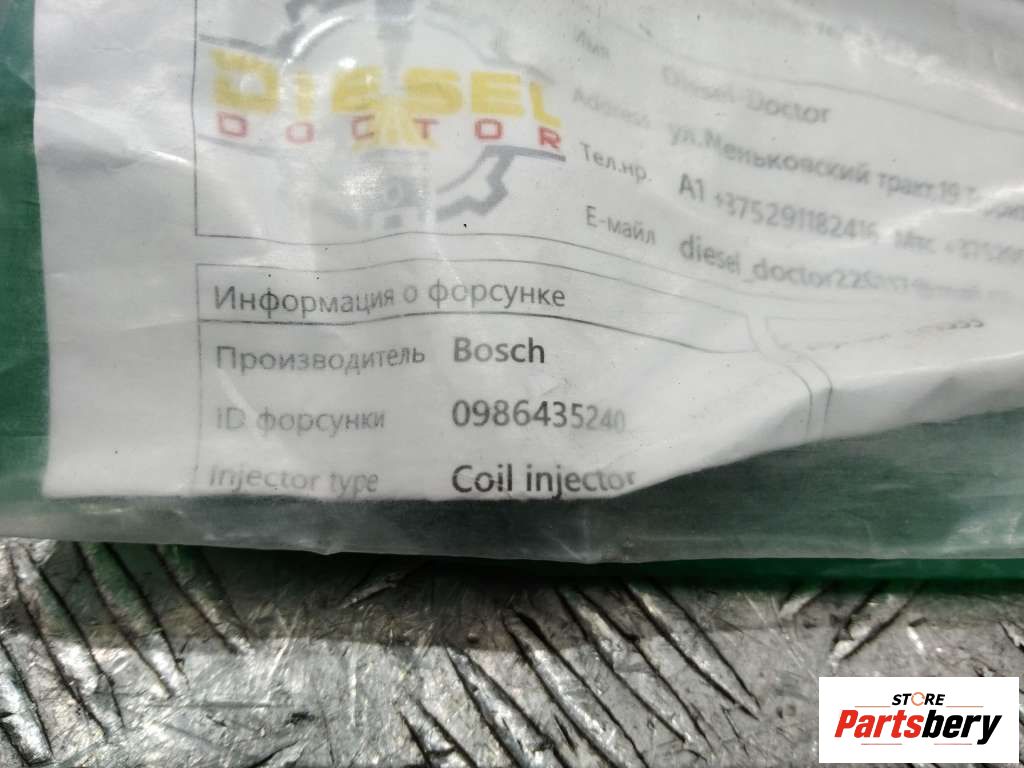 DIESEL
DOCTOR
Имя Diesel Doctor
Address ул.Меньковский тракт,19
Тел.нр. A1 +375291182416 Мтс
Е-майл
Информация о форсунке
Производитель Bosch
ID форсунки 0986435240
Injector type Coil injector
STORE
Partsbery